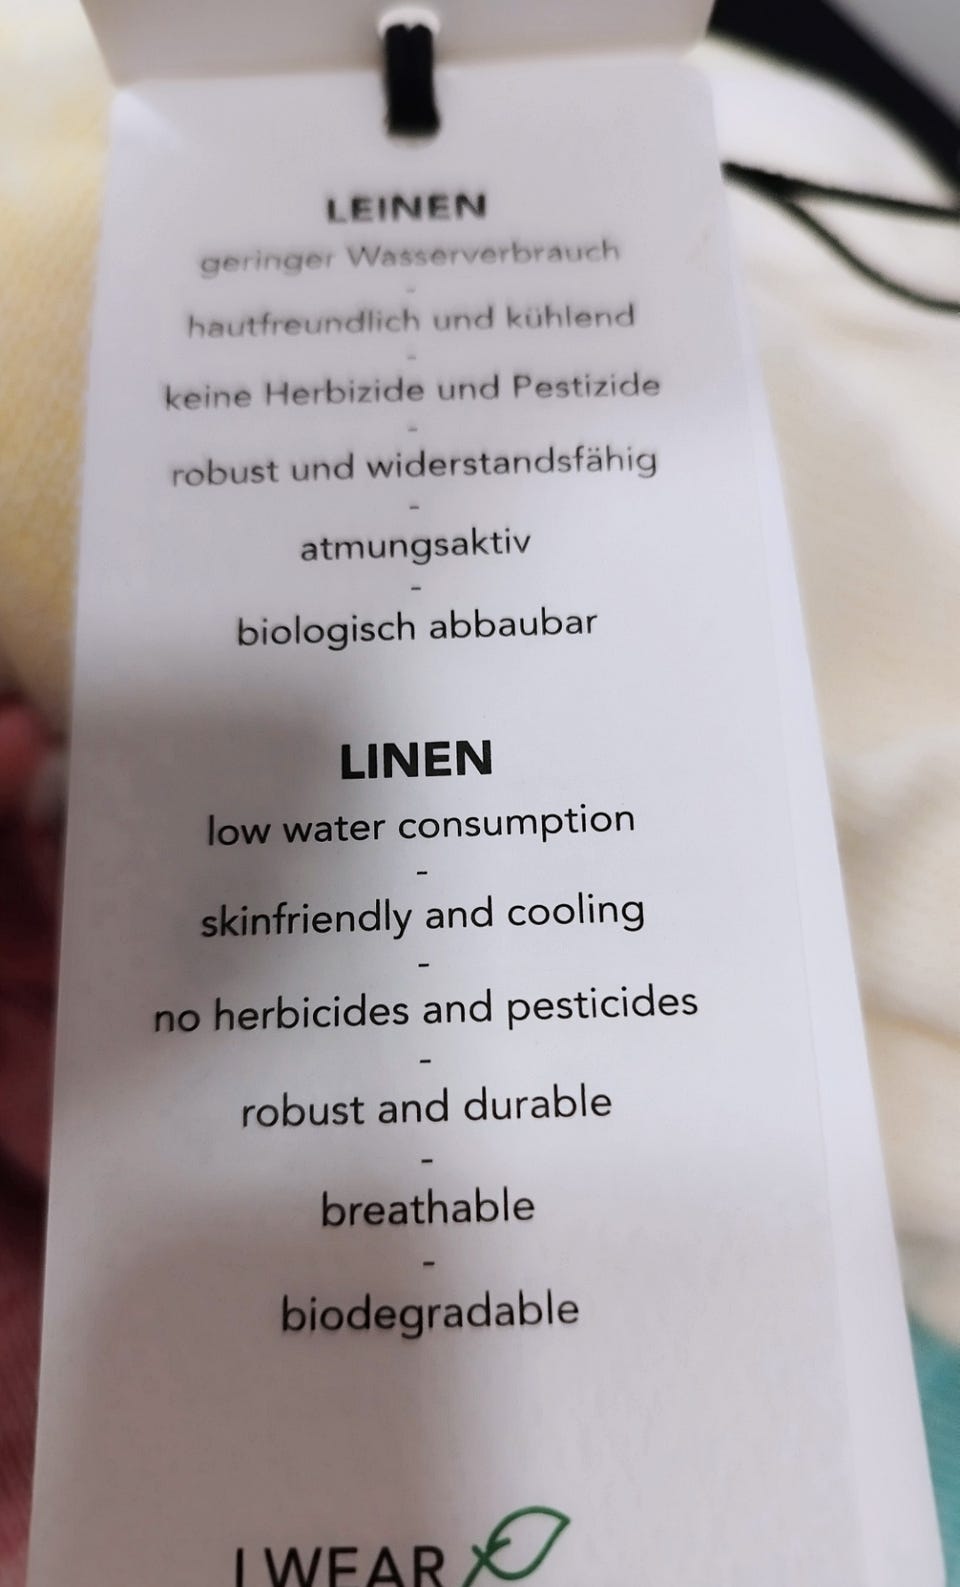 LEINEN
geringer Wasserverbrauch
-
hautfreundlich und kühlend
-
keine Herbizide und Pestizide
-
robust und widerstandsfähig
-
atmungsaktiv
-
biologisch abbaubar
LINEN
low water consumption
-
skinfriendly and cooling
-
no herbicides and pesticides
-
robust and durable
-
breathable
-
biodegradable
I WEAR